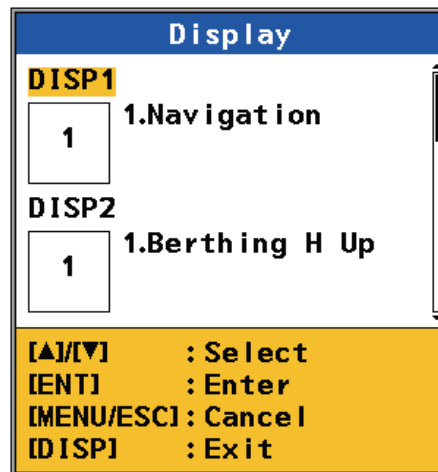 Display
DISP1
1
1.Navigation
DISP2
1
1.Berthing H Up
[▲]/[▼] :Select
[ENT] :Enter
[MENU/ESC]:Cancel
[DISP] :Exit